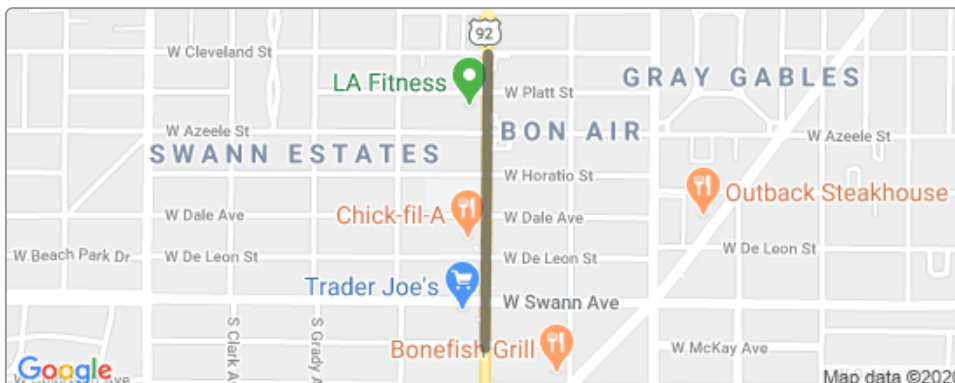 92
W Cleveland St
LA Fitness
GRAY GABLES
W Platt St
W Azeele St
BON AIR
W Azeele St
SWANN ESTATES
W Horatio St
Outback Steakhouse
Chick-fil-A
W Dale Ave
W Dale Ave
W De Leon St
W Beach Park Dr
W De Leon St
W De Leon St
Trader Joe's
W Swann Ave
S Clark Ave
S Grady Ave
Bonefish Grill
W McKay Ave
Google
Map data ©2020